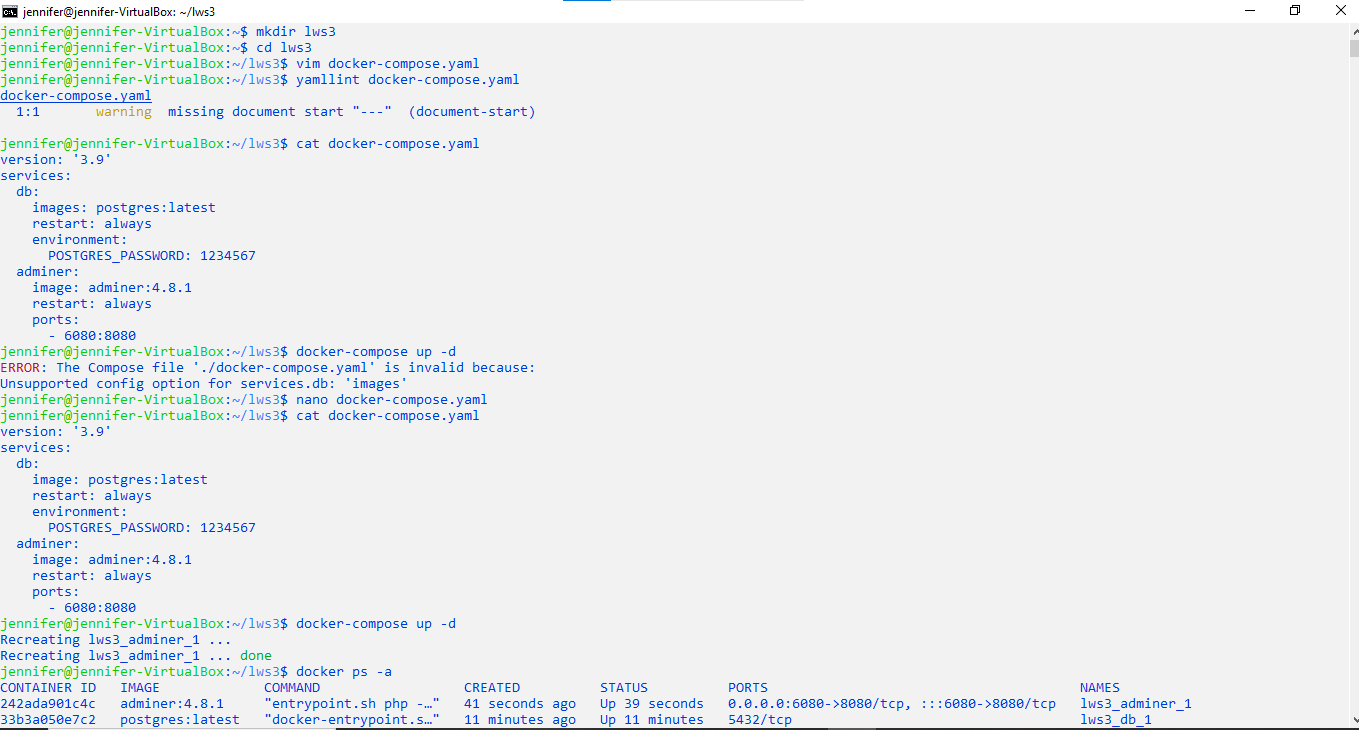 jennifer@jennifer-VirtualBox: ~/lws3
jennifer@jennifer-VirtualBox:~$ mkdir lws3
jennifer@jennifer-VirtualBox:~$ cd lws3
jennifer@jennifer-VirtualBox:~/lws3$ vim docker-compose.yaml
jennifer@jennifer-VirtualBox:~/lws3$ yamllint docker-compose.yaml
docker-compose.yaml
  1:1       warning  missing document start "---"  (document-start)

jennifer@jennifer-VirtualBox:~/lws3$ cat docker-compose.yaml
version: '3.9'
services:
  db:
    images: postgres:latest
    restart: always
    environment:
      POSTGRES_PASSWORD: 1234567
  adminer:
    image: adminer:4.8.1
    restart: always
    ports:
      - 6080:8080
jennifer@jennifer-VirtualBox:~/lws3$ docker-compose up -d
ERROR: The Compose file './docker-compose.yaml' is invalid because:
Unsupported config option for services.db: 'images'
jennifer@jennifer-VirtualBox:~/lws3$ nano docker-compose.yaml
jennifer@jennifer-VirtualBox:~/lws3$ cat docker-compose.yaml
version: '3.9'
services:
  db:
    image: postgres:latest
    restart: always
    environment:
      POSTGRES_PASSWORD: 1234567
  adminer:
    image: adminer:4.8.1
    restart: always
    ports:
      - 6080:8080
jennifer@jennifer-VirtualBox:~/lws3$ docker-compose up -d
Recreating lws3_adminer_1 ...
Recreating lws3_adminer_1 ... done
jennifer@jennifer-VirtualBox:~/lws3$ docker ps -a
CONTAINER ID   IMAGE             COMMAND                  CREATED          STATUS          PORTS                                       NAMES
242ada901c4c   adminer:4.8.1     "entrypoint.sh php -…"   41 seconds ago   Up 39 seconds   0.0.0.0:6080->8080/tcp, :::6080->8080/tcp   lws3_adminer_1
33b3a050e7c2   postgres:latest   "docker-entrypoint.s…"   11 minutes ago   Up 11 minutes   5432/tcp                                    lws3_db_1